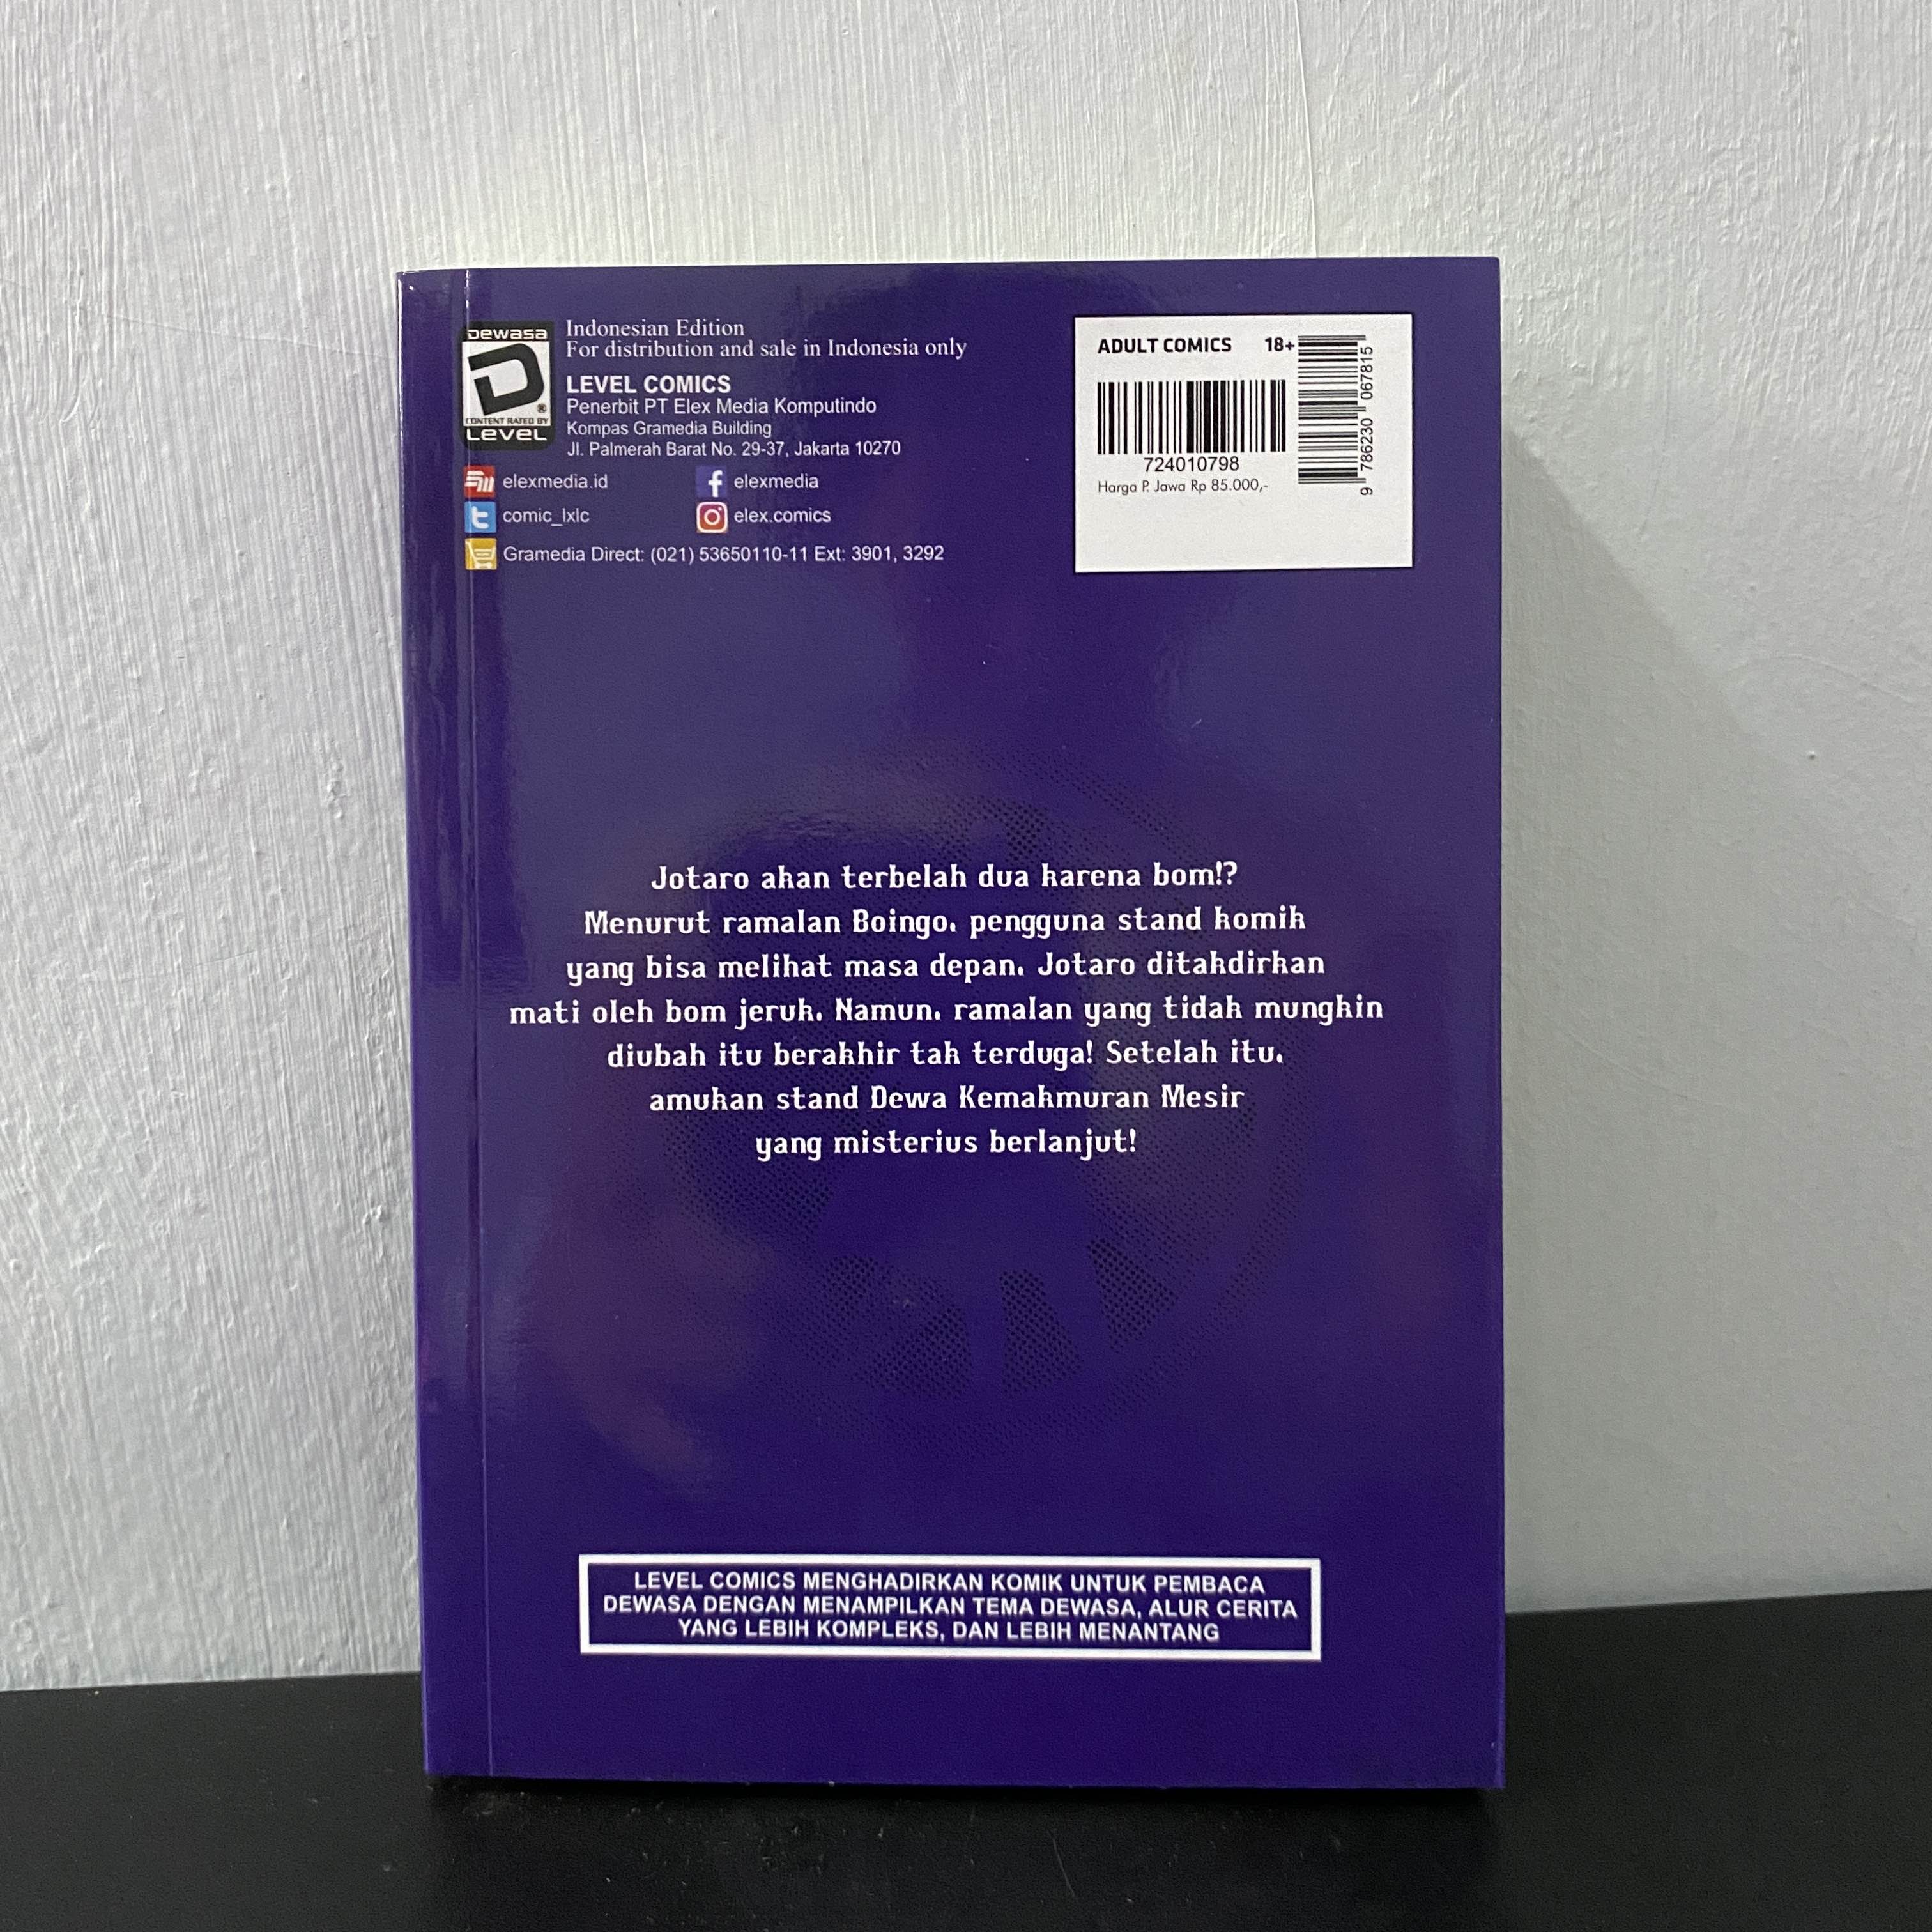 Dewasa
D
®
CONTENT RATED BY
LEVEL
Indonesian Edition
For distribution and sale in Indonesia only
LEVEL COMICS
Penerbit PT Elex Media Komputindo
Kompas Gramedia Building
Jl. Palmerah Barat No. 29-37, Jakarta 10270
elexmedia.id
elexmedia
comic_lxlc
elex.comics
Gramedia Direct: (021) 53650110-11 Ext: 3901, 3292
ADULT COMICS 18+
724010798
Harga P. Jawa Rp 85.000,-
9 786230 067815
Jotaro akan terbelah dua karena bom!?
Menurut ramalan Boingo, pengguna stand komik
yang bisa melihat masa depan, Jotaro ditakdirkan
mati oleh bom jeruk. Namun, ramalan yang tidak mungkin
diubah itu berakhir tak terduga! Setelah itu,
amukan stand Dewa Kemakmuran Mesir
yang misterius berlanjut!
LEVEL COMICS MENGHADIRKAN KOMIK UNTUK PEMBACA
DEWASA DENGAN MENAMPILKAN TEMA DEWASA, ALUR CERITA
YANG LEBIH KOMPLEKS, DAN LEBIH MENANTANG